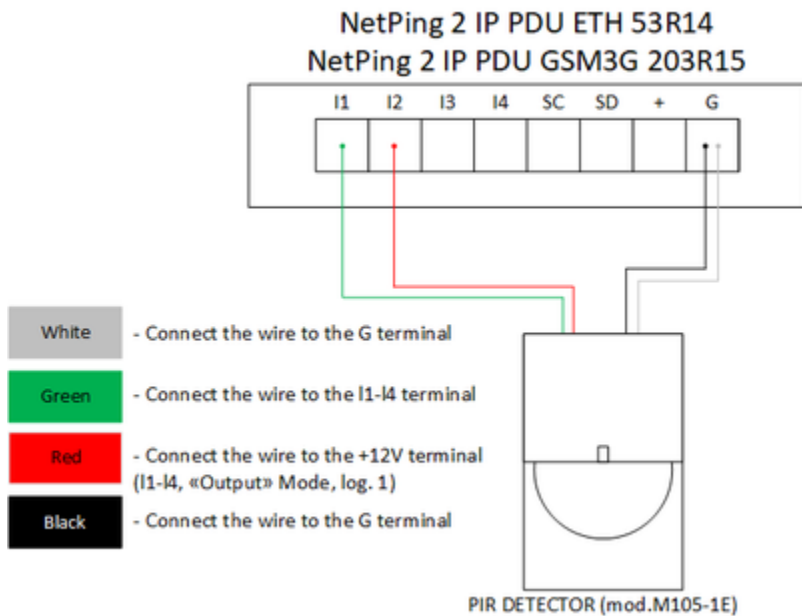 NetPing 2 IP PDU ETH 53R14
NetPing 2 IP PDU GSM3G 203R15
I1 I2 I3 I4 SC SD + G
White - Connect the wire to the G terminal
Green - Connect the wire to the I1-I4 terminal
Red - Connect the wire to the +12V terminal
(I1-I4, «Output» Mode, log. 1)
Black - Connect the wire to the G terminal
PIR DETECTOR (mod.M105-1E)